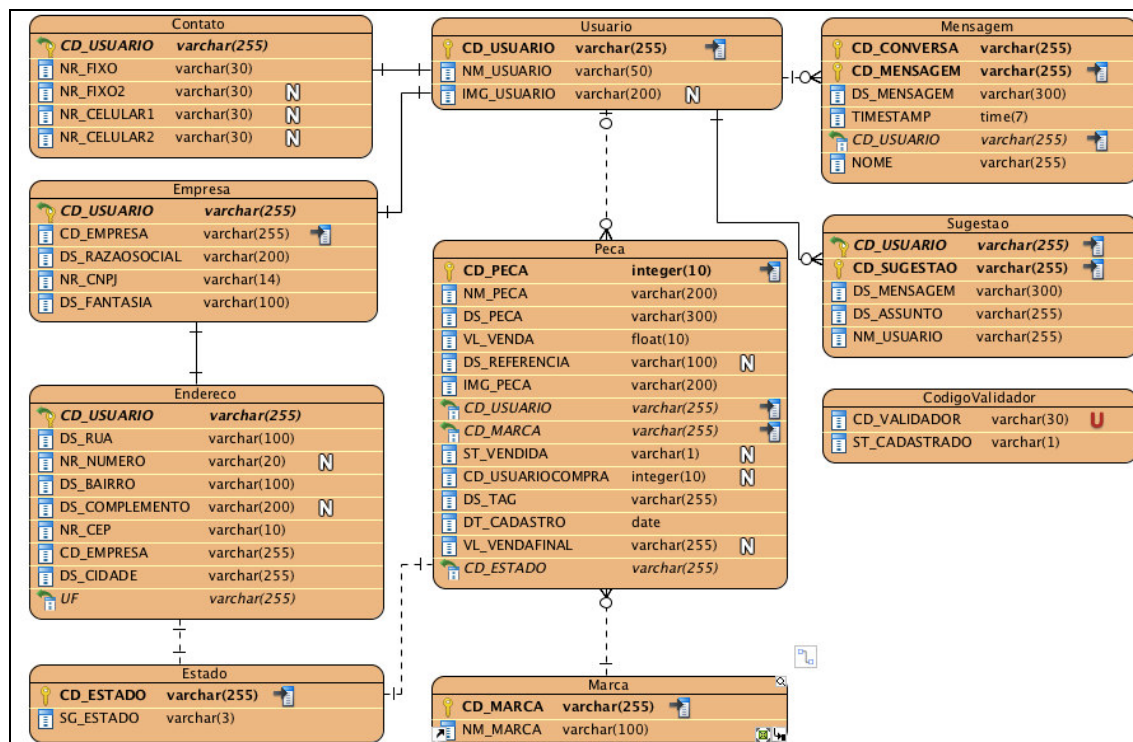 Contato
CD_USUARIO varchar(255)
NR_FIXO varchar(30)
NR_FIXO2 varchar(30) N
NR_CELULAR1 varchar(30) N
NR_CELULAR2 varchar(30) N
Usuario
CD_USUARIO varchar(255)
NM_USUARIO varchar(50)
IMG_USUARIO varchar(200) N
Mensagem
CD_CONVERSA varchar(255)
CD_MENSAGEM varchar(255)
DS_MENSAGEM varchar(300)
TIMESTAMP time(7)
CD_USUARIO varchar(255)
NOME varchar(255)
Empresa
CD_USUARIO varchar(255)
CD_EMPRESA varchar(255)
DS_RAZAOSOCIAL varchar(200)
NR_CNPJ varchar(14)
DS_FANTASIA varchar(100)
Peca
CD_PECA integer(10)
NM_PECA varchar(200)
DS_PECA varchar(300)
VL_VENDA float(10)
DS_REFERENCIA varchar(100) N
IMG_PECA varchar(200)
CD_USUARIO varchar(255)
CD_MARCA varchar(255)
ST_VENDIDA varchar(1) N
CD_USUARIOCOMPRA integer(10) N
DS_TAG varchar(255)
DT_CADASTRO date
VL_VENDAFINAL varchar(255) N
CD_ESTADO varchar(255)
Sugestao
CD_USUARIO varchar(255)
CD_SUGESTAO varchar(255)
DS_MENSAGEM varchar(300)
DS_ASSUNTO varchar(255)
NM_USUARIO varchar(255)
Endereco
CD_USUARIO varchar(255)
DS_RUA varchar(100)
NR_NUMERO varchar(20) N
DS_BAIRRO varchar(100)
DS_COMPLEMENTO varchar(200) N
NR_CEP varchar(10)
CD_EMPRESA varchar(255)
DS_CIDADE varchar(255)
UF varchar(255)
CodigoValidador
CD_VALIDADOR varchar(30) U
ST_CADASTRADO varchar(1)
Estado
CD_ESTADO varchar(255)
SG_ESTADO varchar(3)
Marca
CD_MARCA varchar(255)
NM_MARCA varchar(100)